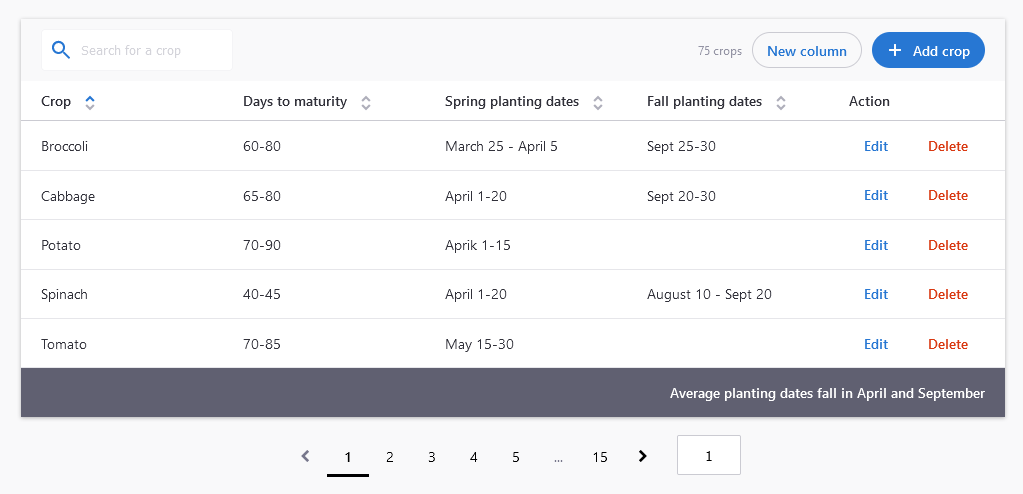 Search for a crop 75 crops New column + Add crop
Crop Days to maturity Spring planting dates Fall planting dates Action
Broccoli 60-80 March 25 - April 5 Sept 25-30 Edit Delete
Cabbage 65-80 April 1-20 Sept 20-30 Edit Delete
Potato 70-90 Aprik 1-15 Edit Delete
Spinach 40-45 April 1-20 August 10 - Sept 20 Edit Delete
Tomato 70-85 May 15-30 Edit Delete
Average planting dates fall in April and September
1 2 3 4 5 ... 15 1